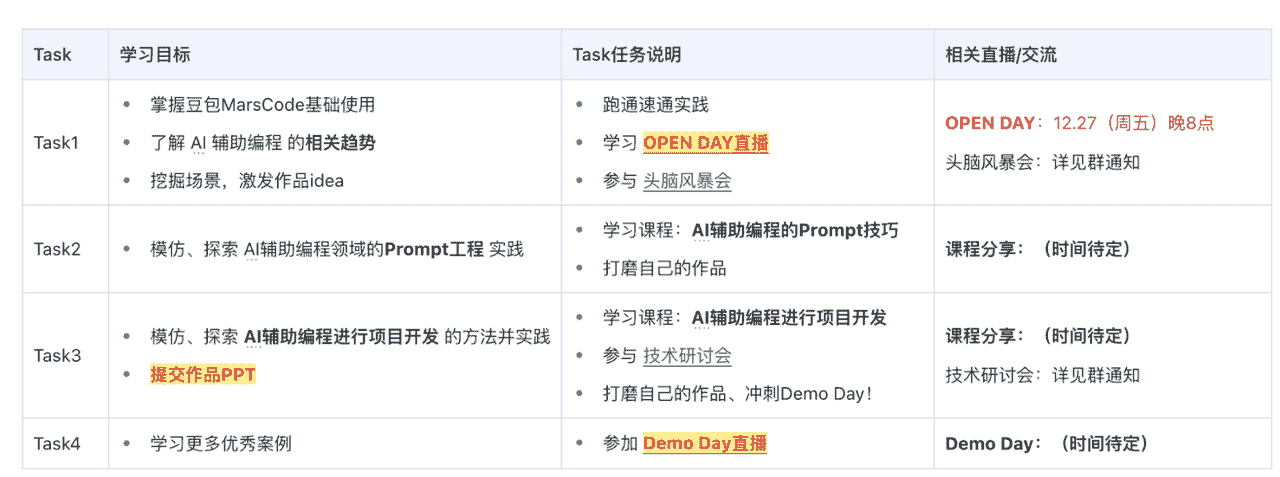 Task 学习目标 Task任务说明 相关直播/交流
Task1
掌握豆包MarsCode基础使用
了解 AI 辅助编程 的相关趋势
挖掘场景，激发作品idea
跑通速通实践
学习 OPEN DAY直播
参与 头脑风暴会
OPEN DAY：12.27（周五）晚8点
头脑风暴会：详见群通知
Task2
模仿、探索 AI辅助编程领域的Prompt工程 实践
学习课程：AI辅助编程的Prompt技巧
打磨自己的作品
课程分享：（时间待定）
Task3
模仿、探索 AI辅助编程进行项目开发 的方法并实践
提交作品PPT
学习课程：AI辅助编程进行项目开发
参与 技术研讨会
打磨自己的作品、冲刺Demo Day！
课程分享：（时间待定）
技术研讨会：详见群通知
Task4
学习更多优秀案例
参加 Demo Day直播
Demo Day：（时间待定）